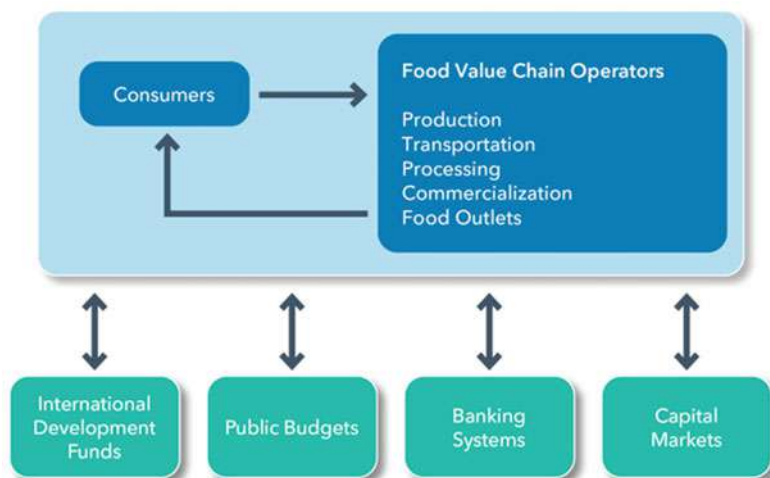 Consumers
Food Value Chain Operators
Production
Transportation
Processing
Commercialization
Food Outlets
International
Development
Funds
Public Budgets
Banking
Systems
Capital
Markets